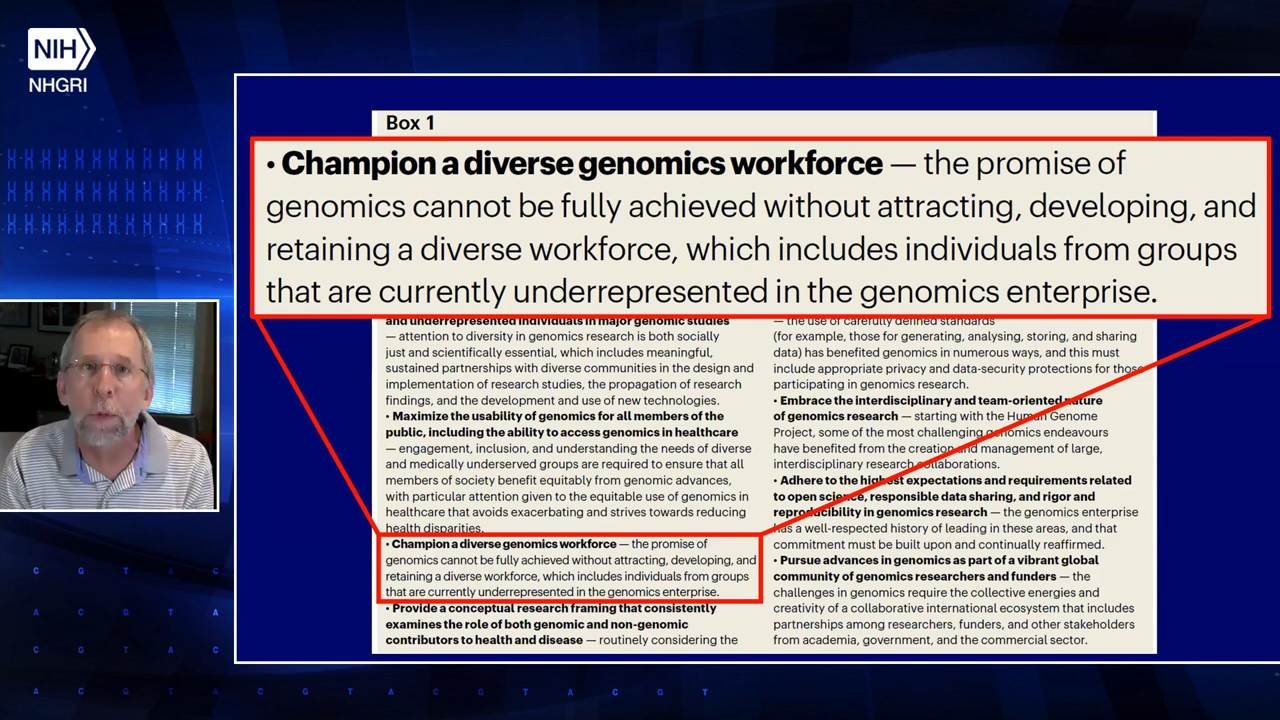 NIH
NHGRI
Box 1
• Champion a diverse genomics workforce — the promise of
genomics cannot be fully achieved without attracting, developing, and
retaining a diverse workforce, which includes individuals from groups
that are currently underrepresented in the genomics enterprise.
and underrepresented individuals in major genomic studies
— attention to diversity in genomics research is both socially
just and scientifically essential, which includes meaningful,
sustained partnerships with diverse communities in the design and
implementation of research studies, the propagation of research
findings, and the development and use of new technologies.
• Maximize the usability of genomics for all members of the
public, including the ability to access genomics in healthcare
— engagement, inclusion, and understanding the needs of diverse
and medically underserved groups are required to ensure that all
members of society benefit equitably from genomic advances,
with particular attention given to the equitable use of genomics in
healthcare that avoids exacerbating and strives towards reducing
health disparities.
• Champion a diverse genomics workforce — the promise of
genomics cannot be fully achieved without attracting, developing, and
retaining a diverse workforce, which includes individuals from groups
that are currently underrepresented in the genomics enterprise.
• Provide a conceptual research framing that consistently
examines the role of both genomic and non-genomic
contributors to health and disease — routinely considering the
— the use of carefully defined standards
(for example, those for generating, analysing, storing, and sharing
data) has benefited genomics in numerous ways, and this must
include appropriate privacy and data-security protections for those
participating in genomics research.
• Embrace the interdisciplinary and team-oriented nature
of genomics research — starting with the Human Genome
Project, some of the most challenging genomics endeavours
have benefited from the creation and management of large,
interdisciplinary research collaborations.
• Adhere to the highest expectations and requirements related
to open science, responsible data sharing, and rigor and
reproducibility in genomics research — the genomics enterprise
has a well-respected history of leading in these areas, and that
commitment must be built upon and continually reaffirmed.
• Pursue advances in genomics as part of a vibrant global
community of genomics researchers and funders — the
challenges in genomics require the collective energies and
creativity of a collaborative international ecosystem that includes
partnerships among researchers, funders, and other stakeholders
from academia, government, and the commercial sector.
C G T A C
A C G T A
C G T A C
A C G T A C G T A C G T A C G T